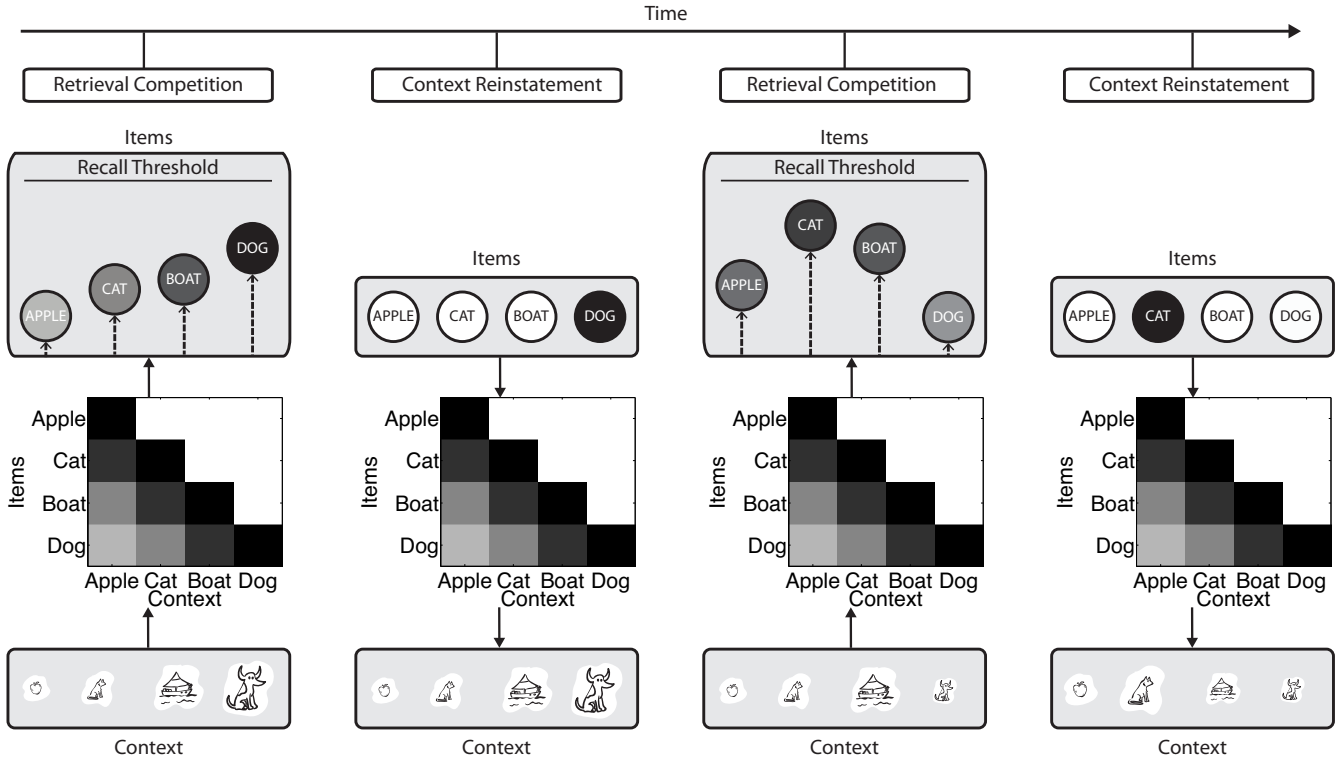 Time
Retrieval Competition
Context Reinstatement
Retrieval Competition
Context Reinstatement
Items
Recall Threshold
APPLE
CAT
BOAT
DOG
Items
Apple
Cat
Boat
Dog
Apple Cat Boat Dog
Context
Context
Items
APPLE
CAT
BOAT
DOG
Items
Apple
Cat
Boat
Dog
Apple Cat Boat Dog
Context
Context
Items
Recall Threshold
APPLE
CAT
BOAT
DOG
Items
Apple
Cat
Boat
Dog
Apple Cat Boat Dog
Context
Context
Items
APPLE
CAT
BOAT
DOG
Items
Apple
Cat
Boat
Dog
Apple Cat Boat Dog
Context
Context